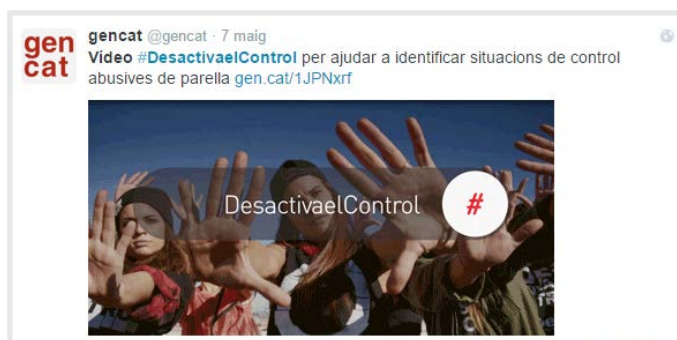 gen
cat
gencat @gencat · 7 maig
Vídeo #DesactivaelControl per ajudar a identificar situacions de control
abusives de parella gen.cat/1JPNxrf
DesactivaelControl #